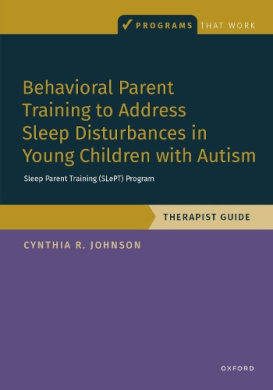 ✓ PROGRAMS THAT WORK
Behavioral Parent
Training to Address
Sleep Disturbances in
Young Children with Autism
Sleep Parent Training (SLePT) Program
THERAPIST GUIDE
CYNTHIA R. JOHNSON
OXFORD